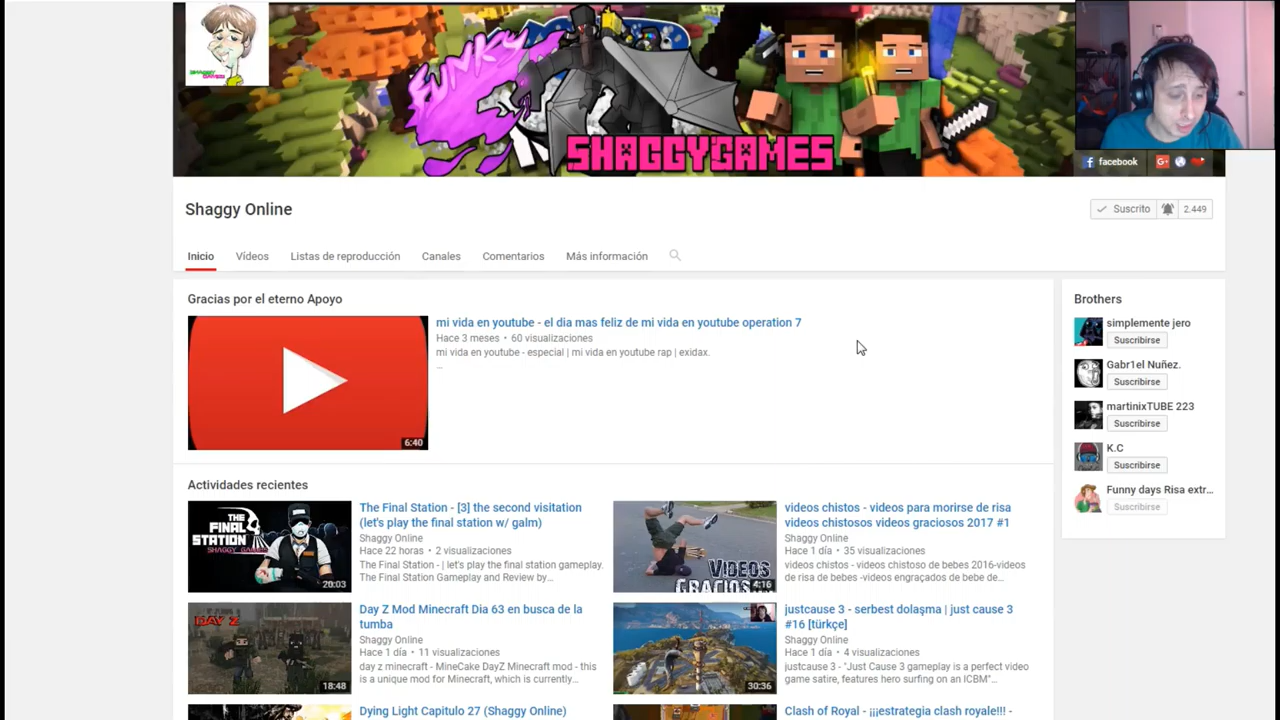 SHAGGYGAMES
facebook
Shaggy Online
Suscrito
2.449
Inicio
Vídeos
Listas de reproducción
Canales
Comentarios
Más información
Gracias por el eterno Apoyo
mi vida en youtube - el dia mas feliz de mi vida en youtube operation 7
Hace 3 meses • 60 visualizaciones
mi vida en youtube - especial | mi vida en youtube rap | exidax.
...
6:40
Brothers
simplemente jero
Suscribirse
Gabr1el Nuñez.
Suscribirse
martinixTUBE 223
Suscribirse
K.C
Suscribirse
Funny days Risa extr...
Suscribirse
Actividades recientes
THE FINAL STATION
SHAGGY GAMES
20:03
The Final Station - [3] the second visitation
(let's play the final station w/ galm)
Shaggy Online
Hace 22 horas • 2 visualizaciones
The Final Station - | let's play the final station gameplay.
The Final Station Gameplay and Review by...
VIDEOS
GRACIOS
4:16
videos chistos - videos para morirse de risa
videos chistosos videos graciosos 2017 #1
Shaggy Online
Hace 1 día • 35 visualizaciones
videos chistos - videos chistoso de bebes 2016-videos
de risa de bebes -videos engraçados de bebe de...
DAY Z
18:48
Day Z Mod Minecraft Dia 63 en busca de la
tumba
Shaggy Online
Hace 1 día • 11 visualizaciones
day z minecraft - MineCake DayZ Minecraft mod - this
is a unique mod for Minecraft, which is currently...
30:36
justcause 3 - serbest dolaşma | just cause 3
#16 [türkçe]
Shaggy Online
Hace 1 día • 4 visualizaciones
justcause 3 - "Just Cause 3 gameplay is a perfect video
game satire, features hero surfing on an ICBM"...
Dying Light Capitulo 27 (Shaggy Online)
Clash of Royal - ¡¡¡estrategia clash royale!!! -